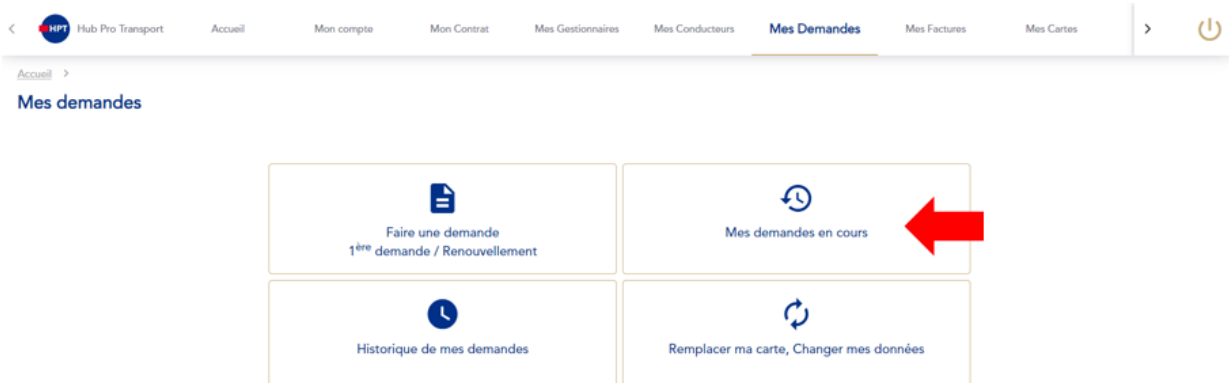 HPT Hub Pro Transport Accueil Mon compte Mon Contrat Mes Gestionnaires Mes Conducteurs Mes Demandes Mes Factures Mes Cartes
Accueil >
Mes demandes
Faire une demande
1ère demande / Renouvellement
Mes demandes en cours
Historique de mes demandes
Remplacer ma carte, Changer mes données